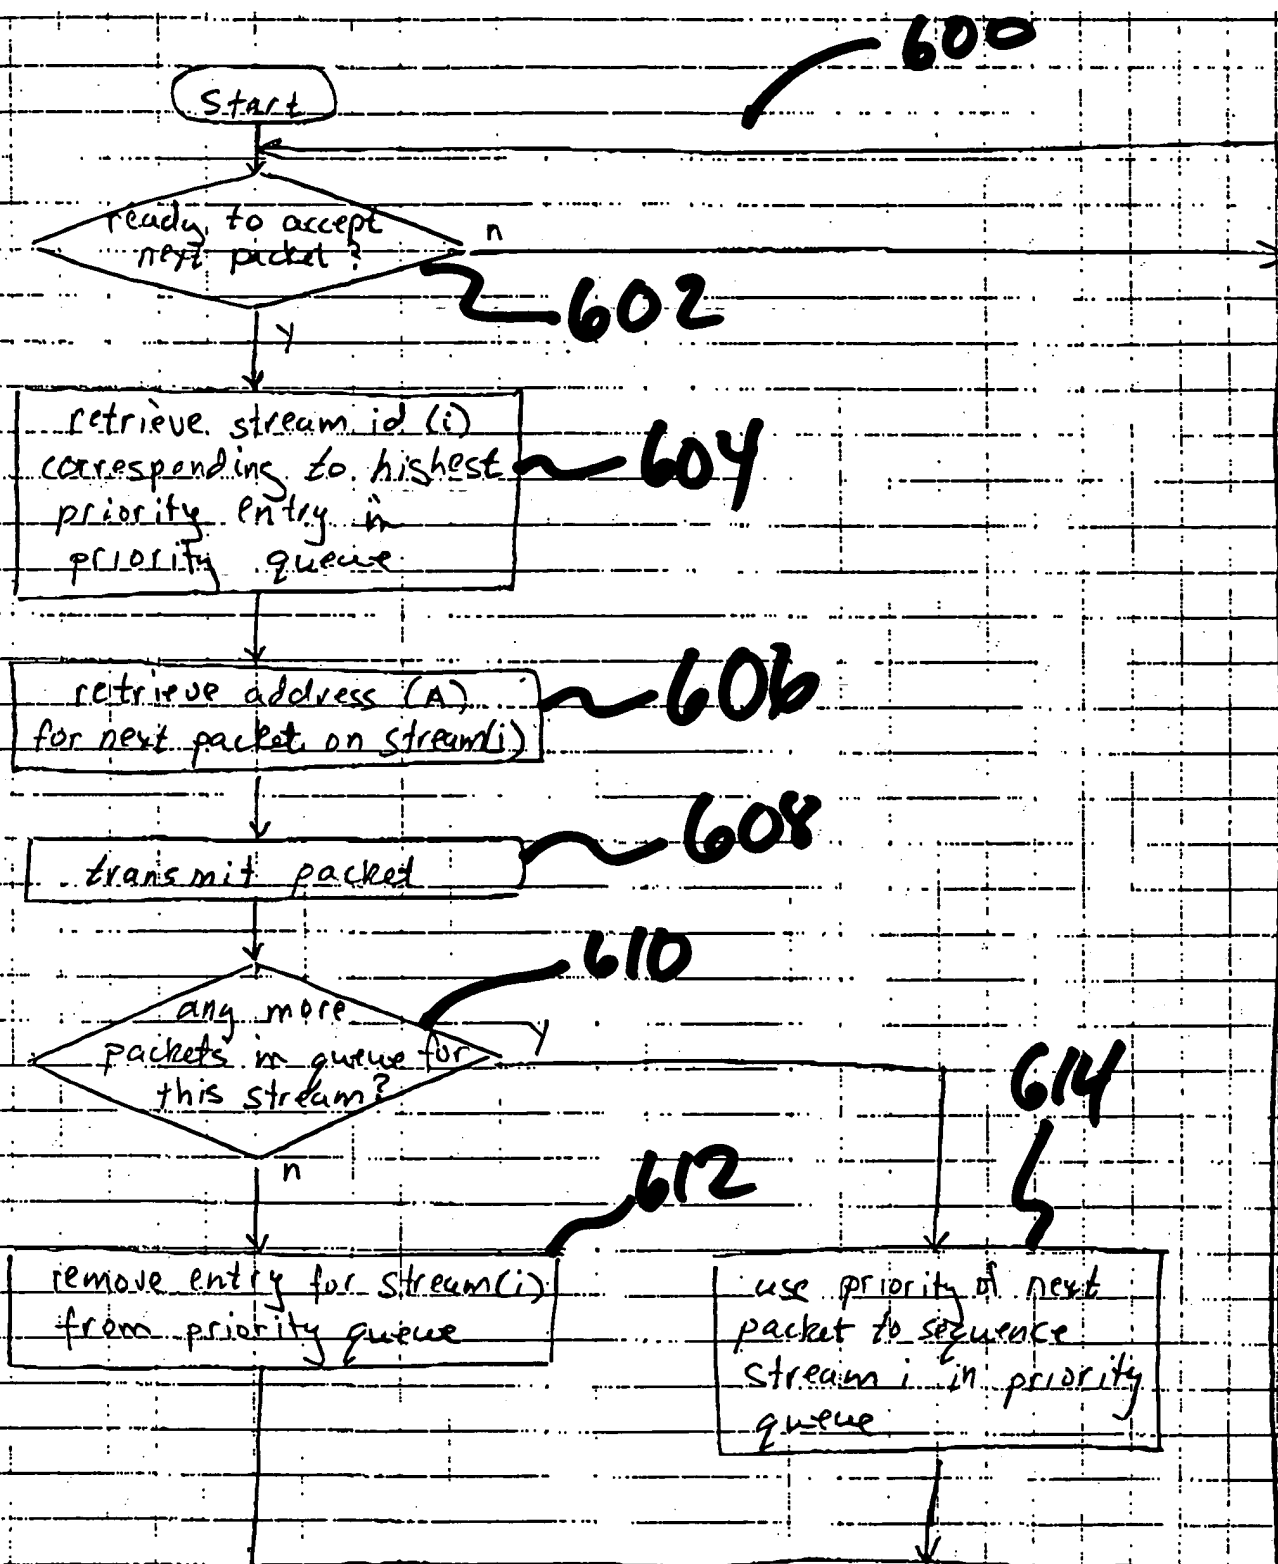 600
Start
ready to accept
next packet?
n
602
y
retrieve stream id (i)
corresponding to highest
priority entry in
priority queue
604
retrieve address (A)
for next packet on stream(i)
606
transmit packet
608
610
any more
packets in queue for
this stream?
y
n
614
612
remove entry for stream(i)
from priority queue
use priority of next
packet to sequence
stream i in priority
queue